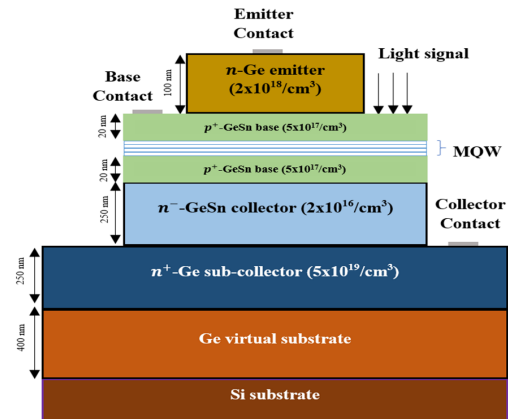 Emitter
Contact
Light signal
100 nm
n-Ge emitter
(2x10¹⁸/cm³)
Base
Contact
20 nm
p⁺-GeSn base (5x10¹⁷/cm³)
MQW
20 nm
p⁺-GeSn base (5x10¹⁷/cm³)
250 nm
n⁻-GeSn collector (2x10¹⁶/cm³)
Collector
Contact
250 nm
n⁺-Ge sub-collector (5x10¹⁹/cm³)
400 nm
Ge virtual substrate
Si substrate